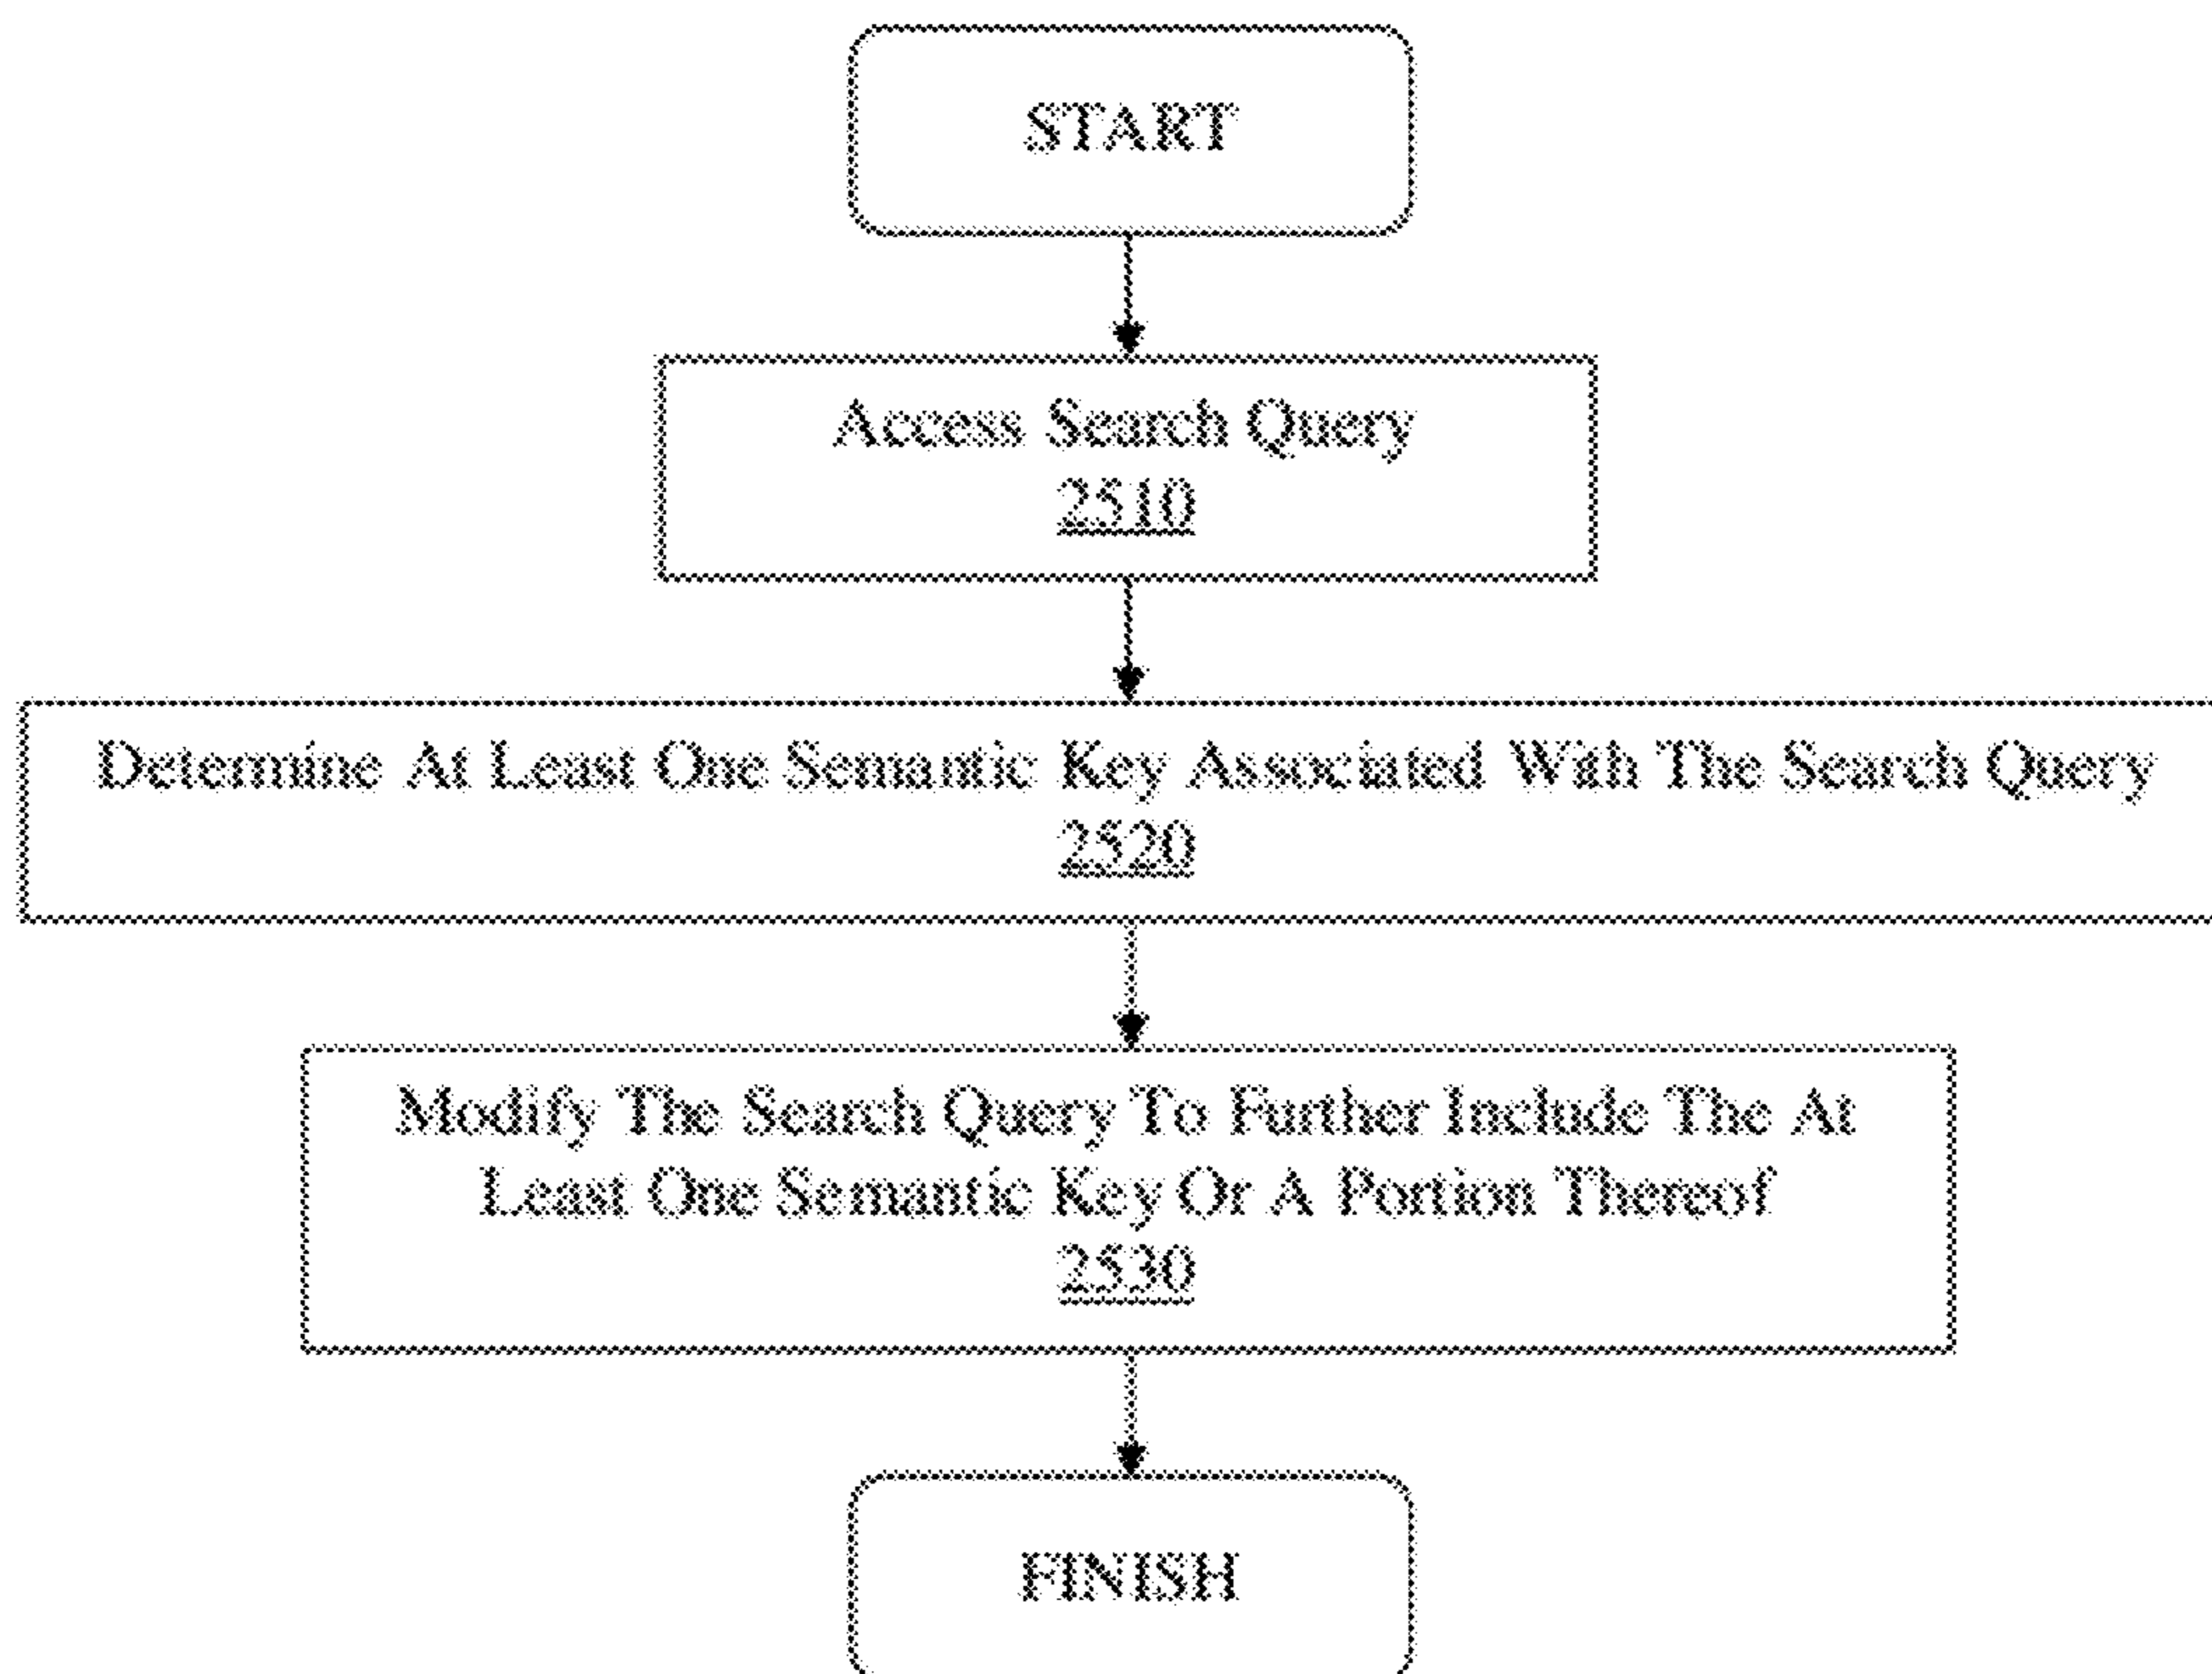 START
Access Search Query
2510
Determine At Least One Semantic Key Associated With The Search Query
2520
Modify The Search Query To Further Include The At
Least One Semantic Key Or A Portion Thereof
2530
FINISH